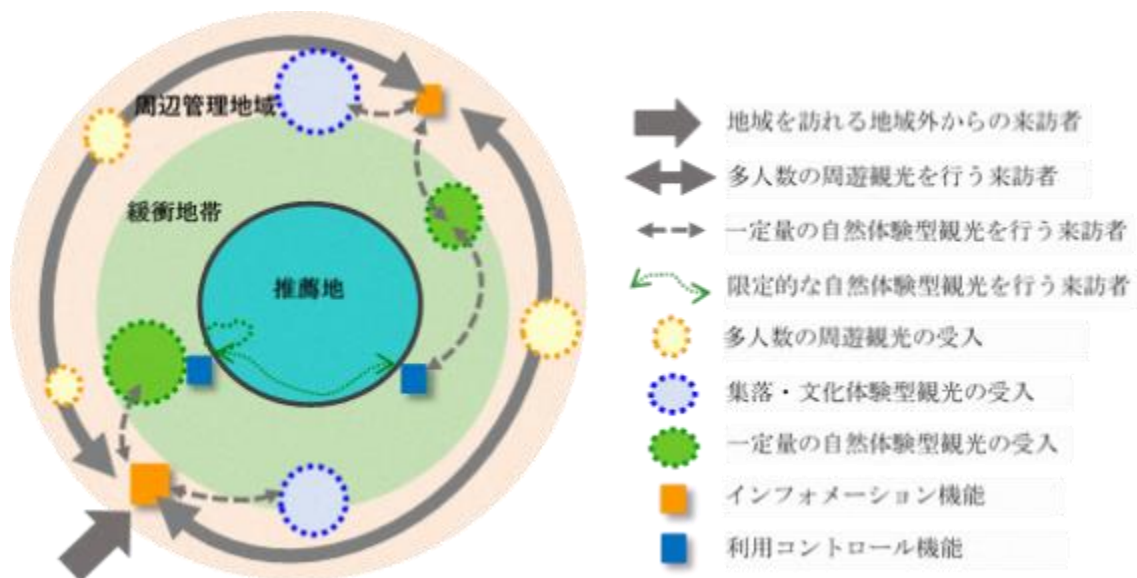 周辺管理地域
緩衝地帯
推薦地
地域を訪れる地域外からの来訪者
多人数の周遊観光を行う来訪者
一定量の自然体験型観光を行う来訪者
限定的な自然体験型観光を行う来訪者
多人数の周遊観光の受入
集落・文化体験型観光の受入
一定量の自然体験型観光の受入
インフォメーション機能
利用コントロール機能